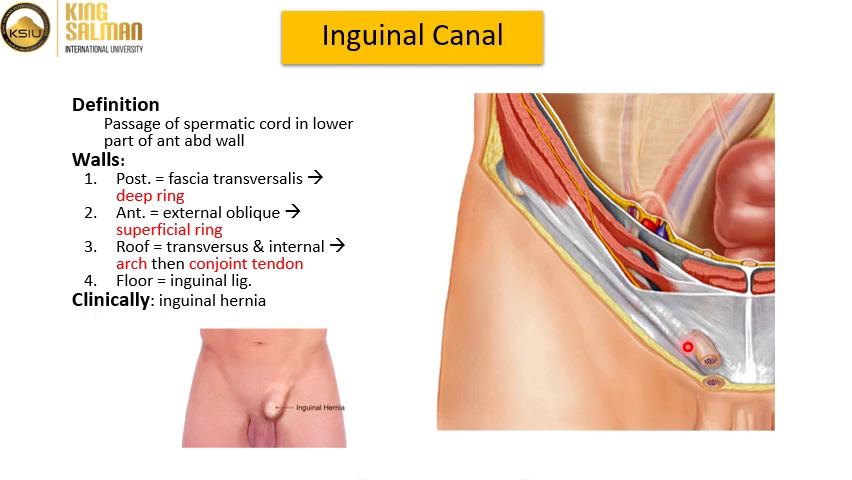 KSIU
KING
SALMAN
INTERNATIONAL UNIVERSITY
Inguinal Canal
Definition
Passage of spermatic cord in lower
part of ant abd wall
Walls:
1. Post. = fascia transversalis →
deep ring
2. Ant. = external oblique →
superficial ring
3. Roof = transversus & internal →
arch then conjoint tendon
4. Floor = inguinal lig.
Clinically: inguinal hernia
Inguinal Hernia